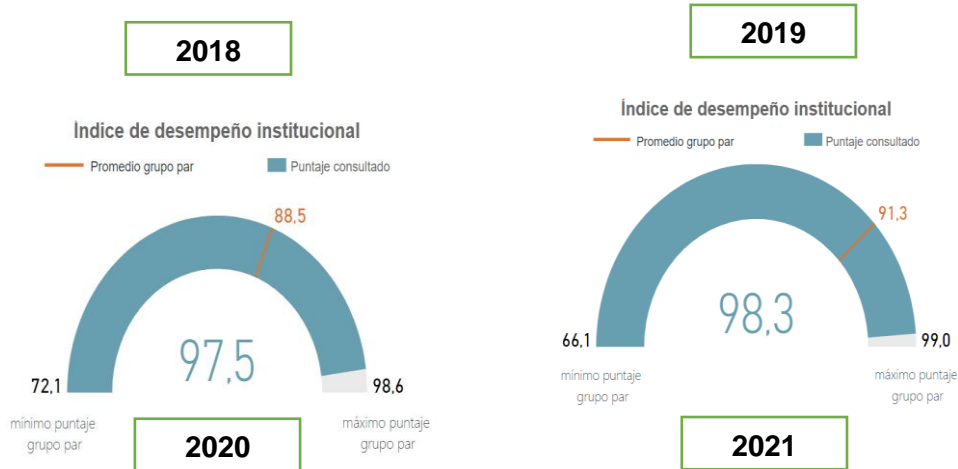 2018
Índice de desempeño institucional
Promedio grupo par
Puntaje consultado
88,5
97,5
72,1
98,6
mínimo puntaje
grupo par
máximo puntaje
grupo par
2020
2019
Índice de desempeño institucional
Promedio grupo par
Puntaje consultado
91,3
98,3
66,1
99,0
mínimo puntaje
grupo par
máximo puntaje
grupo par
2021